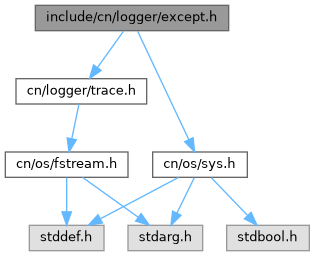 include/cn/logger/except.h
cn/logger/trace.h
cn/os/fstream.h
cn/os/sys.h
stddef.h
stdarg.h
stdbool.h